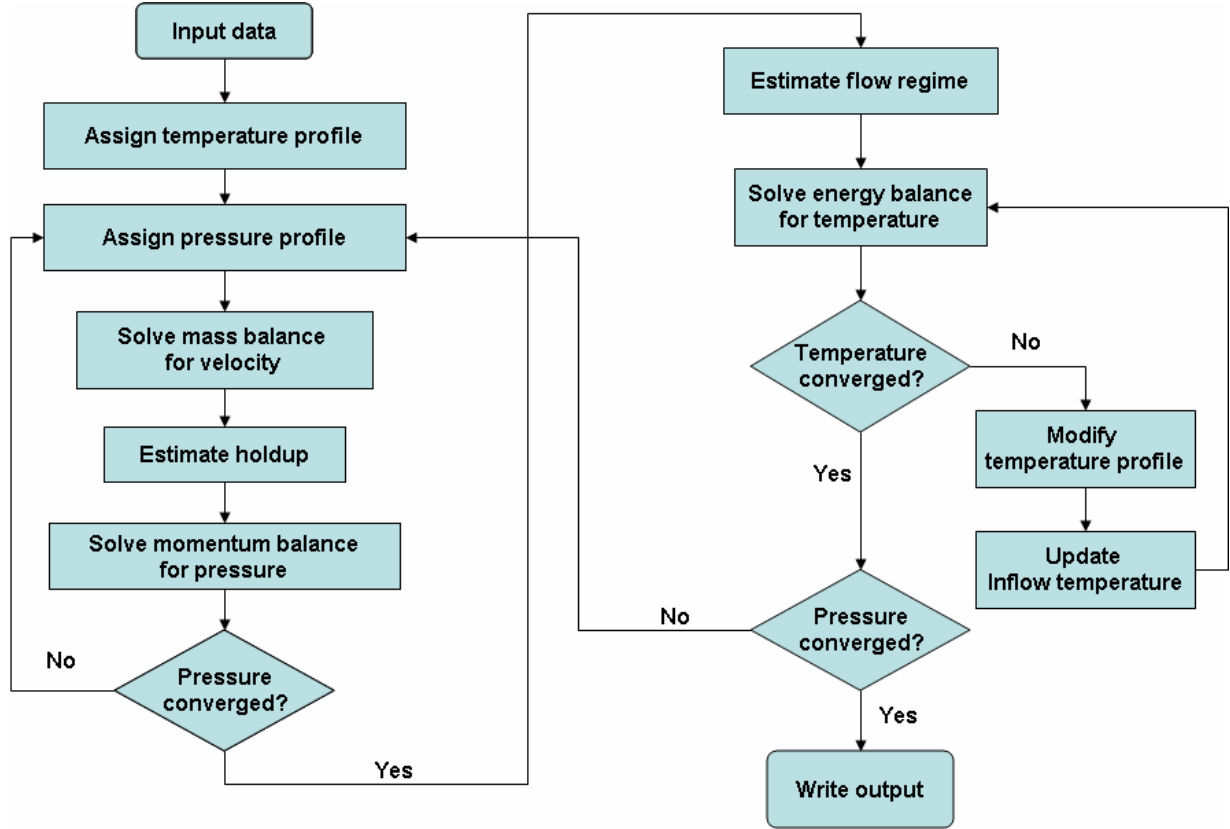 Input data
Assign temperature profile
Assign pressure profile
Solve mass balance
for velocity
Estimate holdup
Solve momentum balance
for pressure
No
Pressure
converged?
Yes
Estimate flow regime
Solve energy balance
for temperature
Temperature
converged?
No
Modify
temperature profile
Yes
Update
Inflow temperature
No
Pressure
converged?
Yes
Write output